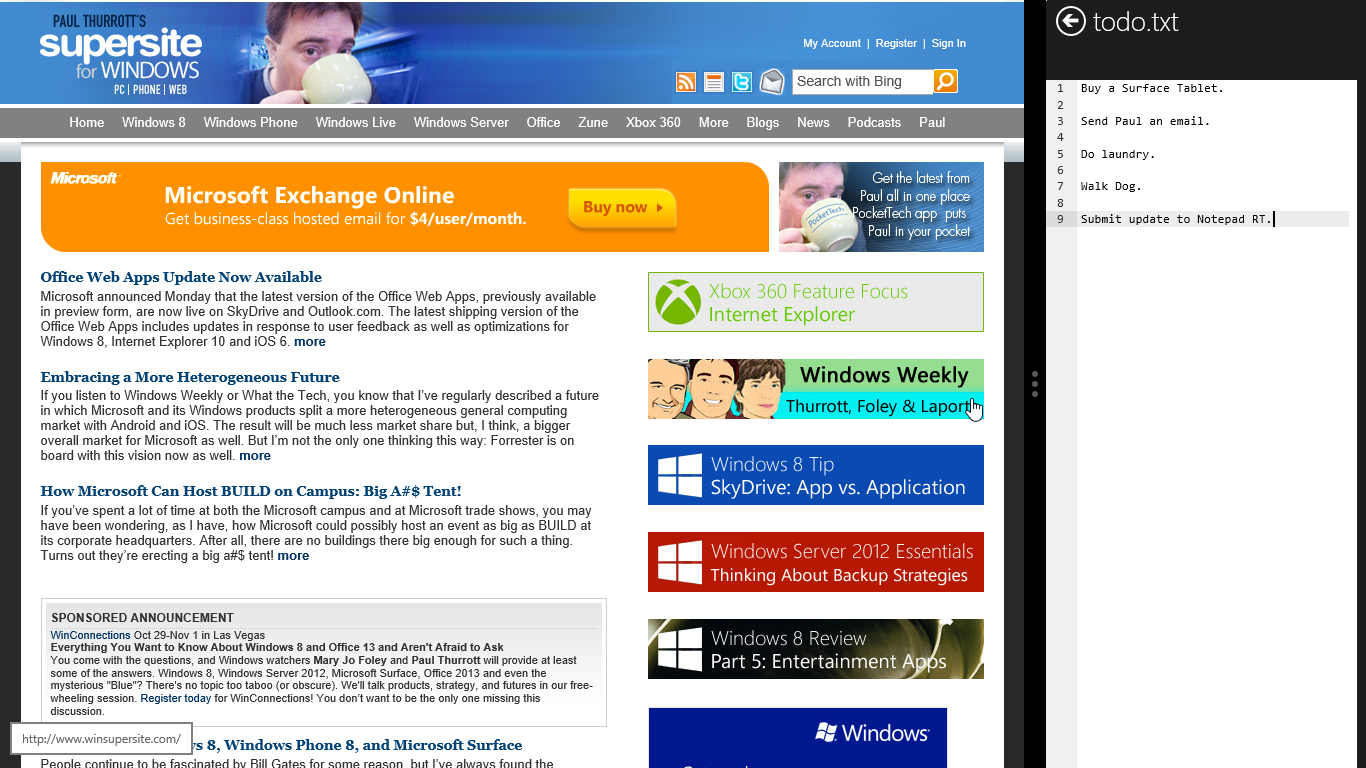 PAUL THURROTT'S
supersite
for WINDOWS
PC | PHONE | WEB
My Account | Register | Sign In
Search with Bing
Home Windows 8 Windows Phone Windows Live Windows Server Office Zune Xbox 360 More Blogs News Podcasts Paul
Microsoft
Microsoft Exchange Online
Get business-class hosted email for $4/user/month.
Buy now
Get the latest from
Paul all in one place
PocketTech app puts
Paul in your pocket
PocketTech
Office Web Apps Update Now Available
Microsoft announced Monday that the latest version of the Office Web Apps, previously available
in preview form, are now live on SkyDrive and Outlook.com. The latest shipping version of the
Office Web Apps includes updates in response to user feedback as well as optimizations for
Windows 8, Internet Explorer 10 and iOS 6. more
Embracing a More Heterogeneous Future
If you listen to Windows Weekly or What the Tech, you know that I've regularly described a future
in which Microsoft and its Windows products split a more heterogeneous general computing
market with Android and iOS. The result will be much less market share but, I think, a bigger
overall market for Microsoft as well. But I'm not the only one thinking this way: Forrester is on
board with this vision now as well. more
How Microsoft Can Host BUILD on Campus: Big A#$ Tent!
If you've spent a lot of time at both the Microsoft campus and at Microsoft trade shows, you may
have been wondering, as I have, how Microsoft could possibly host an event as big as BUILD at
its corporate headquarters. After all, there are no buildings there big enough for such a thing.
Turns out they're erecting a big a#$ tent! more
SPONSORED ANNOUNCEMENT
WinConnections Oct 29-Nov 1 in Las Vegas
Everything You Want to Know About Windows 8 and Office 13 and Aren't Afraid to Ask
You come with the questions, and Windows watchers Mary Jo Foley and Paul Thurrott will provide at least
some of the answers. Windows 8, Windows Server 2012, Microsoft Surface, Office 2013 and even the
mysterious "Blue"? There's no topic too taboo (or obscure). We'll talk products, strategy, and futures in our free-
wheeling session. Register today for WinConnections! You don't want to be the only one missing this
discussion.
http://www.winsupersite.com/
s 8, Windows Phone 8, and Microsoft Surface
People continue to be fascinated by Bill Gates for some reason, but I've always found the
Xbox 360 Feature Focus
Internet Explorer
Windows Weekly
Thurrott, Foley & Laport
Windows 8 Tip
SkyDrive: App vs. Application
Windows Server 2012 Essentials
Thinking About Backup Strategies
Windows 8 Review
Part 5: Entertainment Apps
Windows
todo.txt
1 Buy a Surface Tablet.
2
3 Send Paul an email.
4
5 Do laundry.
6
7 Walk Dog.
8
9 Submit update to Notepad RT.